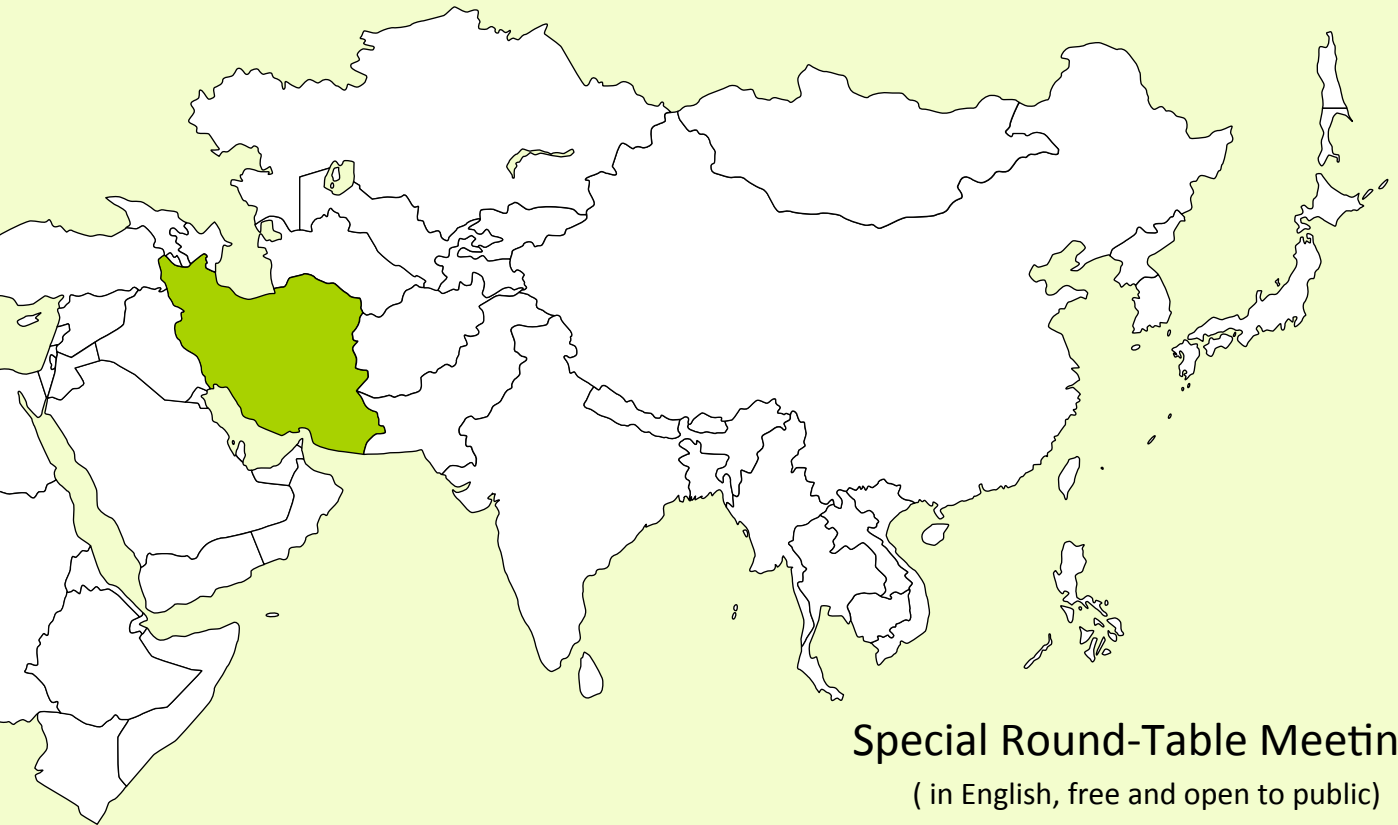 Special Round-Table Meetin
( in English, free and open to public)